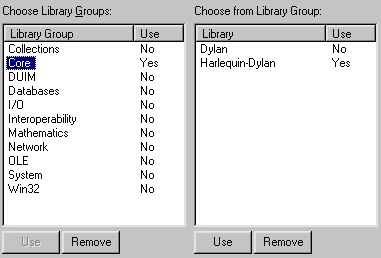 Choose Library Groups:
Library Group Use
Collections No
Core Yes
DUIM No
Databases No
I/O No
Interoperability No
Mathematics No
Network No
OLE No
System No
Win32 No
Use Remove
Choose from Library Group:
Library Use
Dylan No
Harlequin-Dylan Yes
Use Remove